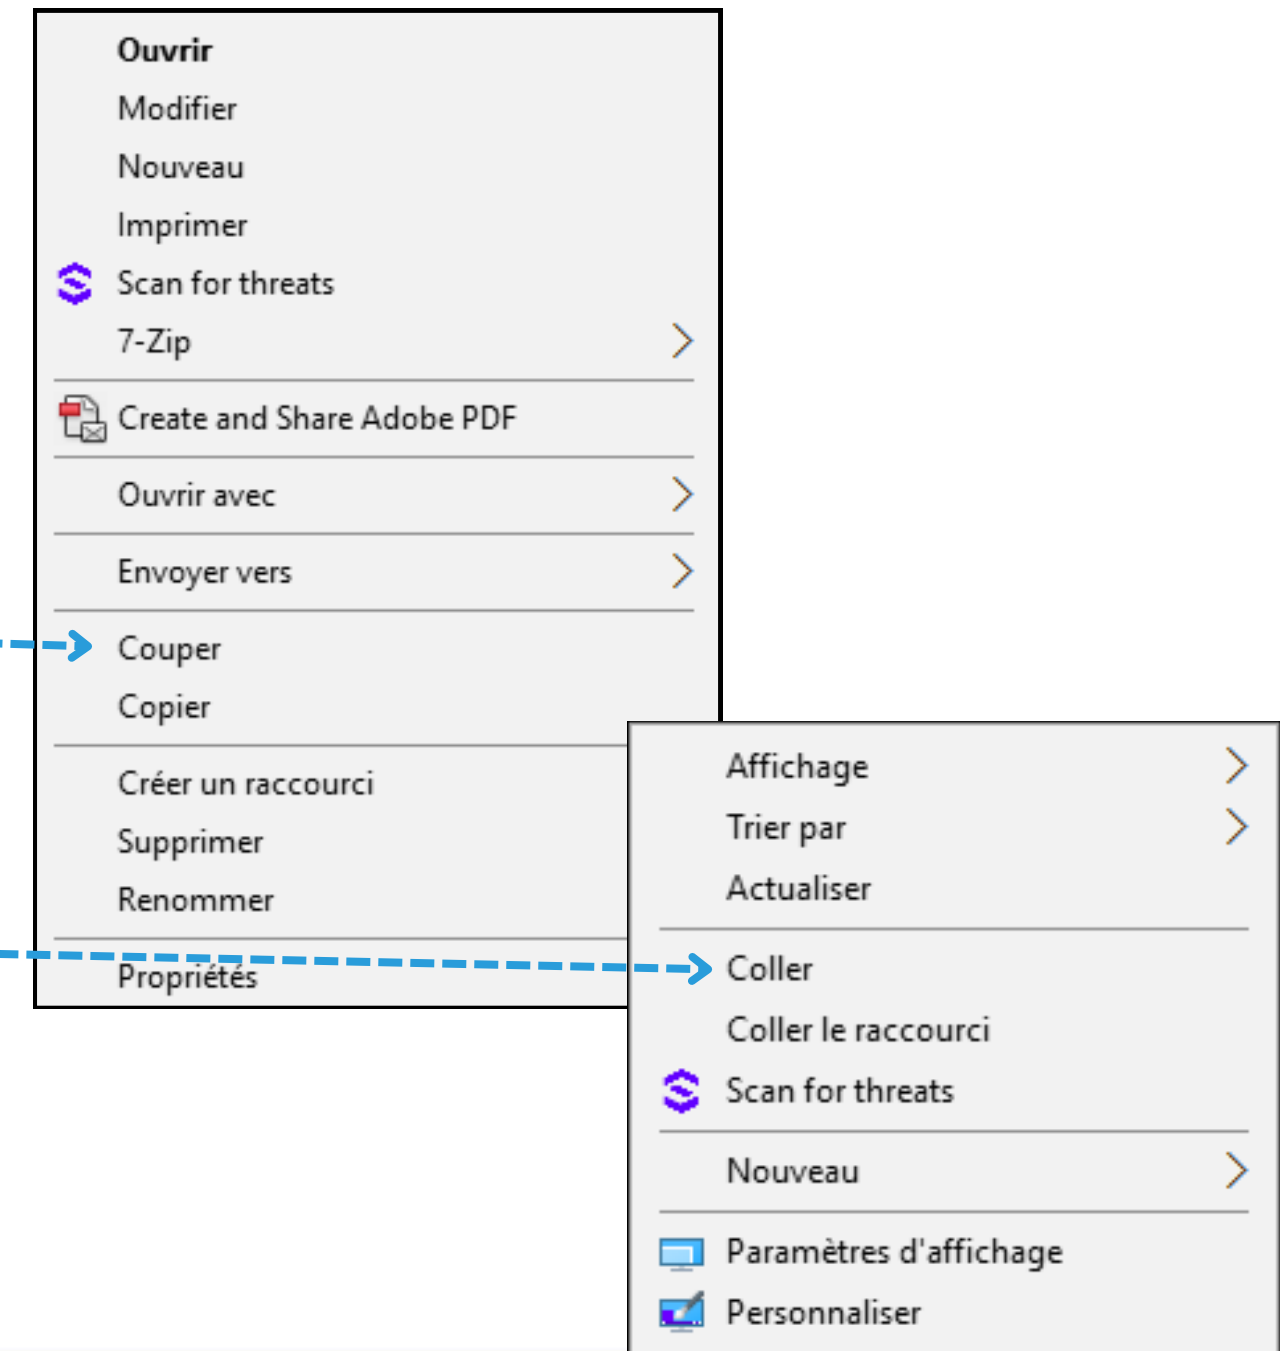 Ouvrir
Modifier
Nouveau
Imprimer
Scan for threats
7-Zip
Create and Share Adobe PDF
Ouvrir avec
Envoyer vers
Couper
Copier
Créer un raccourci
Supprimer
Renommer
Propriétés
Affichage
Trier par
Actualiser
Coller
Coller le raccourci
Scan for threats
Nouveau
Paramètres d'affichage
Personnaliser